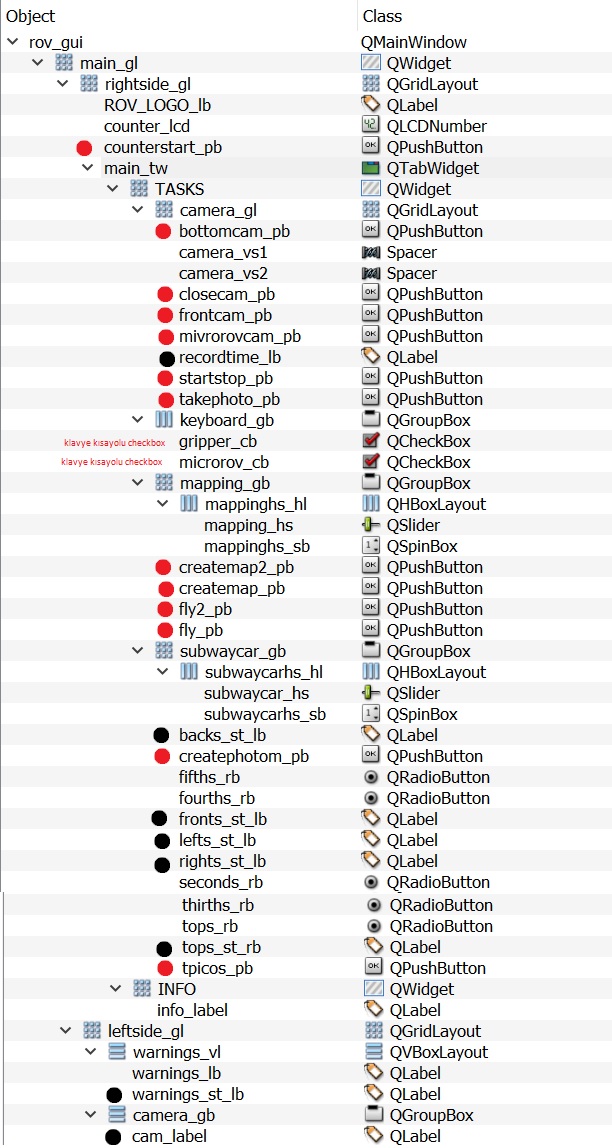 Object Class
rov_gui QMainWindow
main_gl QWidget
rightside_gl QGridLayout
ROV_LOGO_lb QLabel
counter_lcd QLCDNumber
counterstart_pb QPushButton
main_tw QTabWidget
TASKS QWidget
camera_gl QGridLayout
bottomcam_pb QPushButton
camera_vs1 Spacer
camera_vs2 Spacer
closecam_pb QPushButton
frontcam_pb QPushButton
mivrorovcam_pb QPushButton
recordtime_lb QLabel
startstop_pb QPushButton
takephoto_pb QPushButton
keyboard_gb QGroupBox
klavye kısayolu checkbox gripper_cb QCheckBox
klavye kısayolu checkbox microrov_cb QCheckBox
mapping_gb QGroupBox
mappinghs_hl QHBoxLayout
mapping_hs QSlider
mappinghs_sb QSpinBox
createmap2_pb QPushButton
createmap_pb QPushButton
fly2_pb QPushButton
fly_pb QPushButton
subwaycar_gb QGroupBox
subwaycarhs_hl QHBoxLayout
subwaycar_hs QSlider
subwaycarhs_sb QSpinBox
backs_st_lb QLabel
createphotom_pb QPushButton
fifths_rb QRadioButton
fourths_rb QRadioButton
fronts_st_lb QLabel
lefts_st_lb QLabel
rights_st_lb QLabel
seconds_rb QRadioButton
thirths_rb QRadioButton
tops_rb QRadioButton
tops_st_rb QLabel
tpicos_pb QPushButton
INFO QWidget
info_label QLabel
leftside_gl QGridLayout
warnings_vl QVBoxLayout
warnings_lb QLabel
warnings_st_lb QLabel
camera_gb QGroupBox
cam_label QLabel